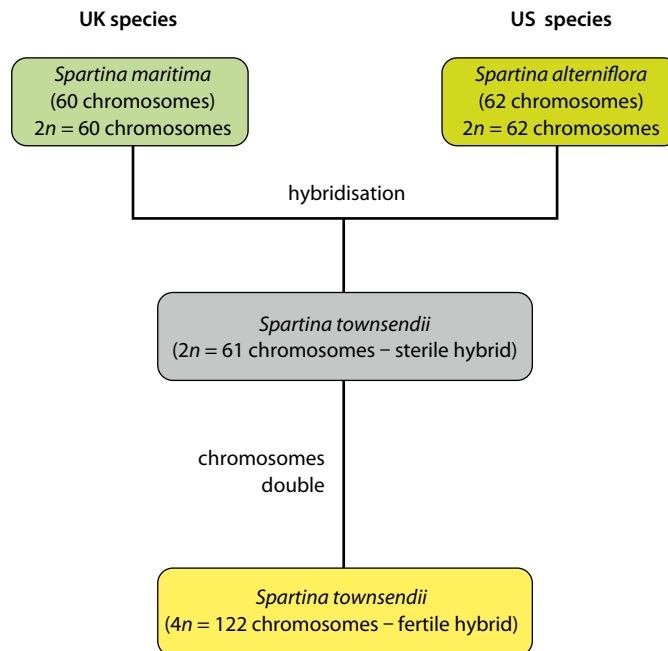 UK species
US species
Spartina maritima
(60 chromosomes)
2n = 60 chromosomes
Spartina alterniflora
(62 chromosomes)
2n = 62 chromosomes
hybridisation
Spartina townsendii
(2n = 61 chromosomes – sterile hybrid)
chromosomes
double
Spartina townsendii
(4n = 122 chromosomes – fertile hybrid)